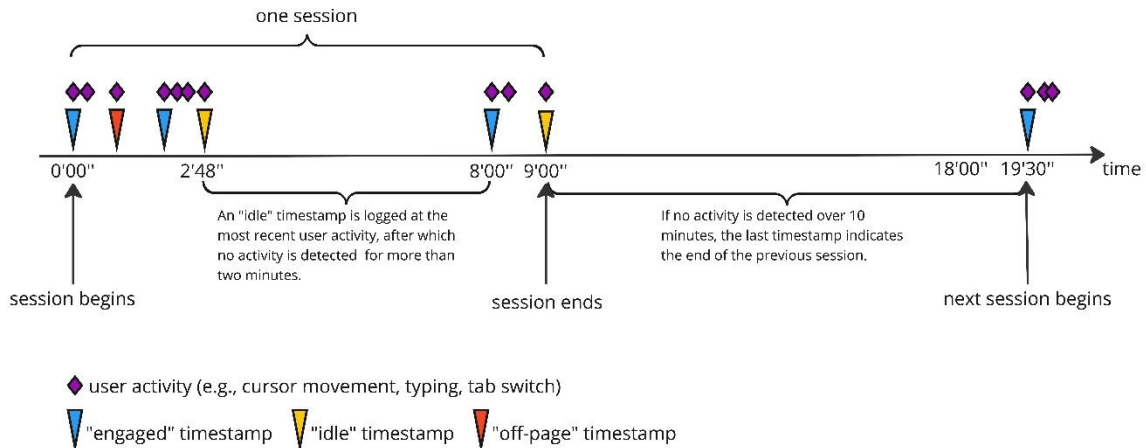 one session
0'00" 2'48" 8'00" 9'00" 18'00" 19'30" time
An "idle" timestamp is logged at the
most recent user activity, after which
no activity is detected for more than
two minutes.
If no activity is detected over 10
minutes, the last timestamp indicates
the end of the previous session.
session begins
session ends
next session begins
user activity (e.g., cursor movement, typing, tab switch)
"engaged" timestamp "idle" timestamp "off-page" timestamp